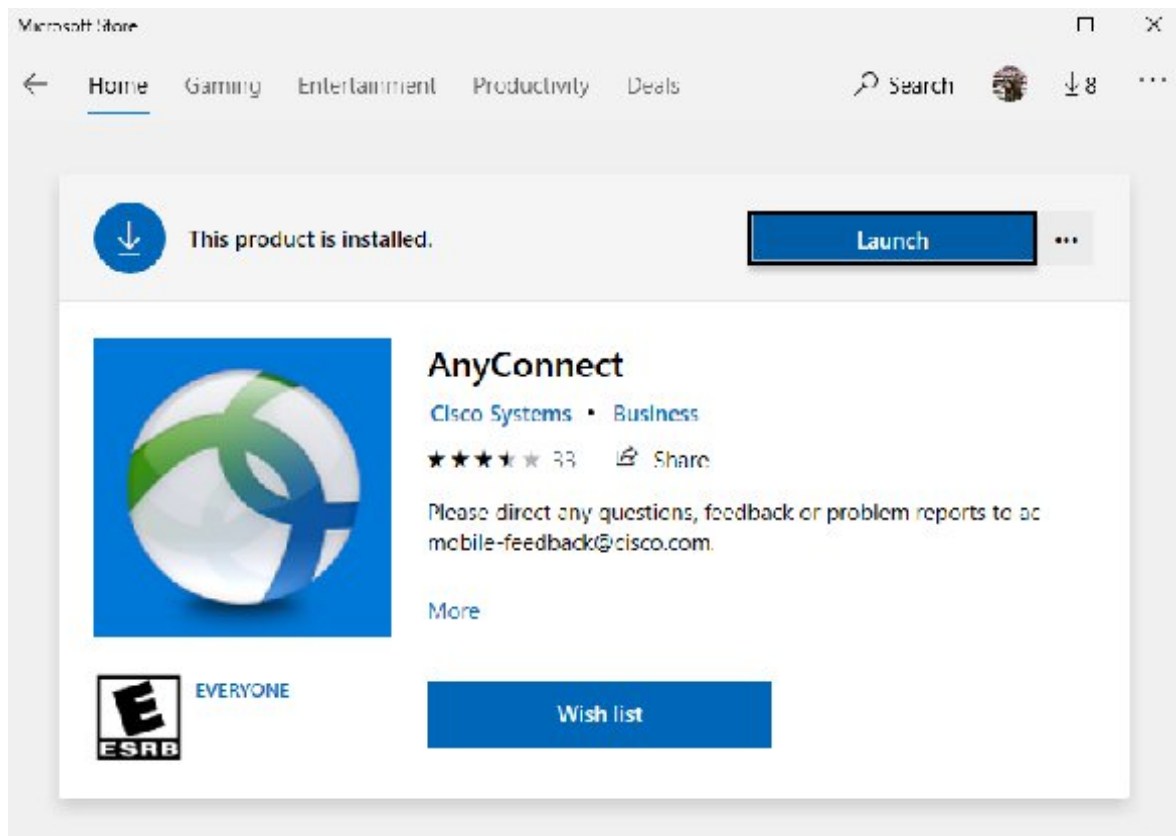 Microsoft Store
Home Gaming Entertainment Productivity Deals Search 8 ...
This product is installed. Launch ...
AnyConnect
Cisco Systems • Business
33 Share
Please direct any questions, feedback or problem reports to ac
mobile-feedback@cisco.com.
More
E
EVERYONE
ESRB
Wish list